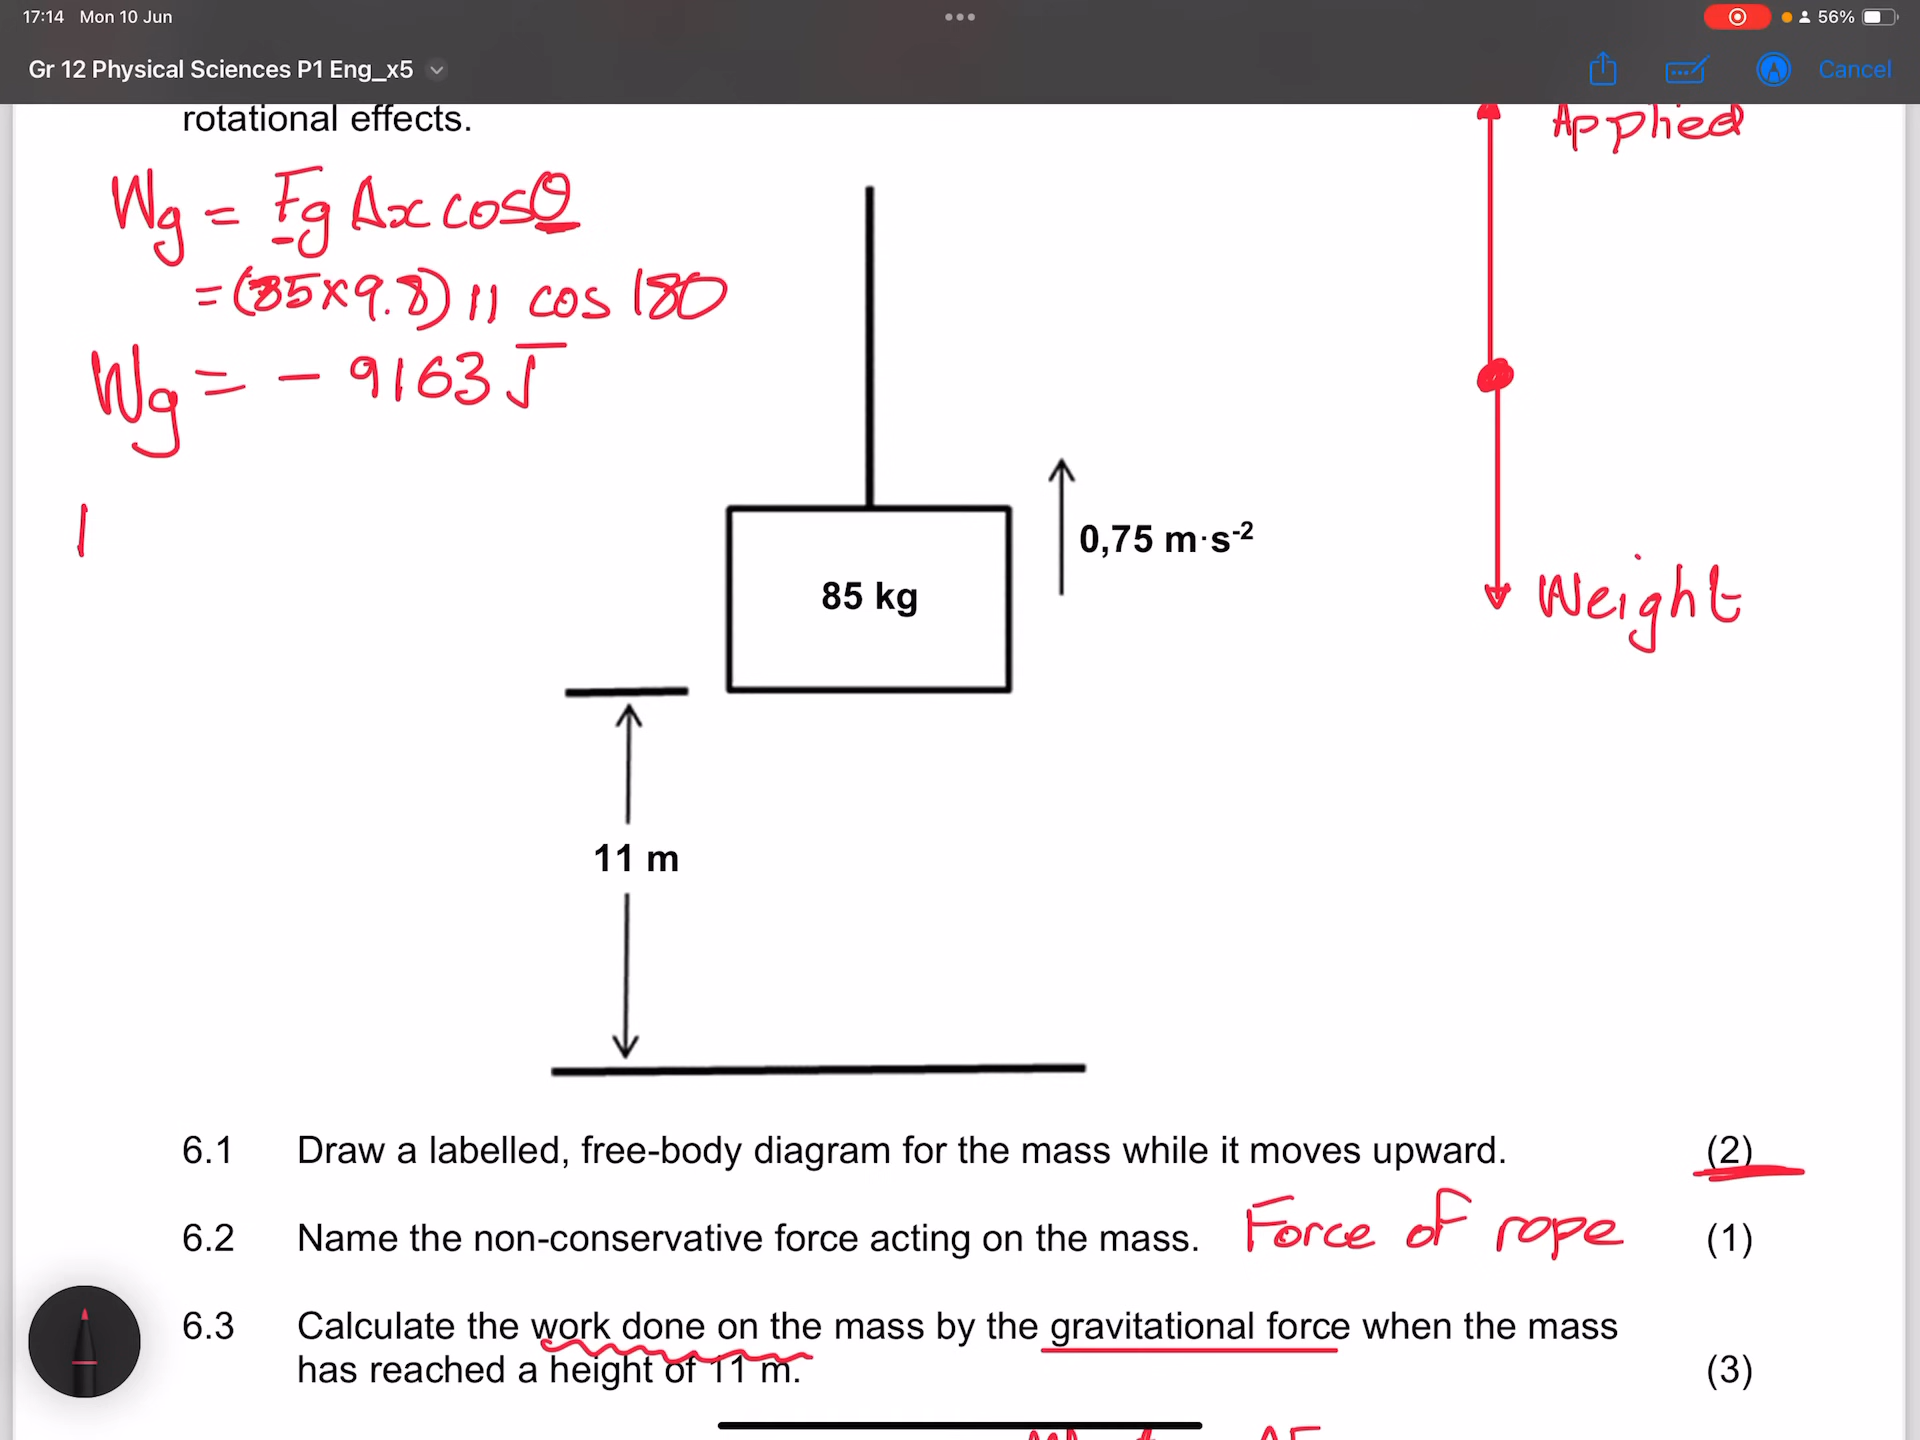 17:14 Mon 10 Jun
56%
Gr 12 Physical Sciences P1 Eng_x5
Cancel
rotational effects.
Applied
Wg = Fg Δx cosθ
= (85×9.8) 11 cos 180
Wg = - 9163 J
0,75 m·s-2
85 kg
Weight
11 m
6.1 Draw a labelled, free-body diagram for the mass while it moves upward. (2)
6.2 Name the non-conservative force acting on the mass. Force of rope (1)
6.3 Calculate the work done on the mass by the gravitational force when the mass
has reached a height of 11 m. (3)